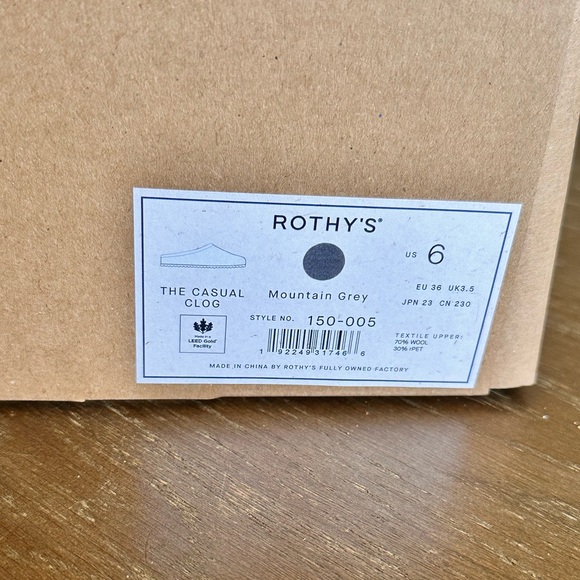 ROTHY'S®
US 6
EU 36 UK3.5
JPN 23 CN 230
THE CASUAL
CLOG
Mountain Grey
STYLE NO. 150-005
LEED Gold®
Facility
TEXTILE UPPER:
70% WOOL
30% rPET
1 92249 31746 6
MADE IN CHINA BY ROTHY'S FULLY OWNED FACTORY